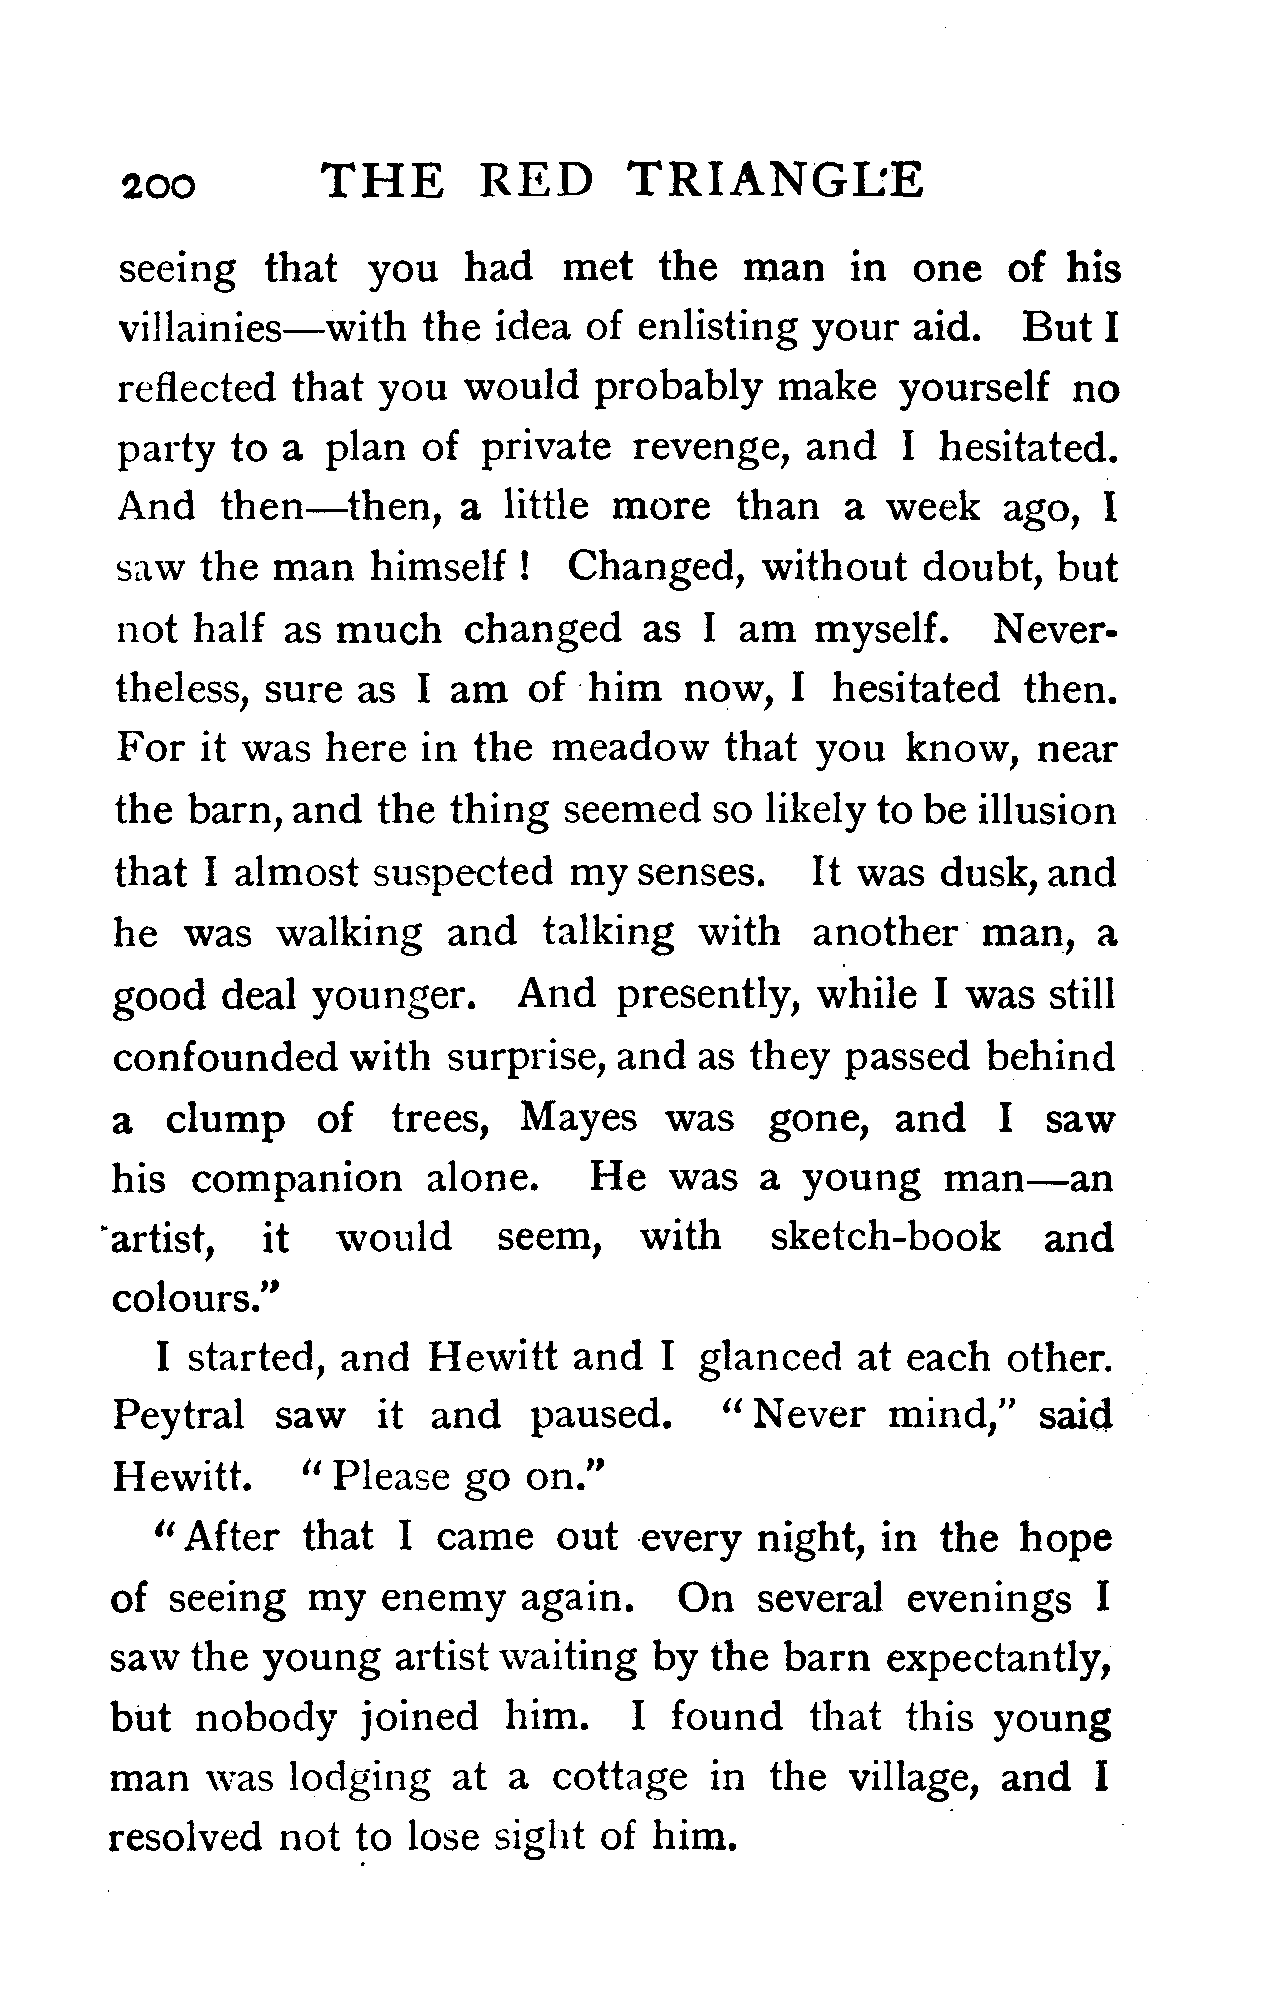 200 THE RED TRIANGLE
seeing that you had met the man in one of his
villainies—with the idea of enlisting your aid. But I
reflected that you would probably make yourself no
party to a plan of private revenge, and I hesitated.
And then—then, a little more than a week ago, I
saw the man himself! Changed, without doubt, but
not half as much changed as I am myself. Never-
theless, sure as I am of him now, I hesitated then.
For it was here in the meadow that you know, near
the barn, and the thing seemed so likely to be illusion
that I almost suspected my senses. It was dusk, and
he was walking and talking with another man, a
good deal younger. And presently, while I was still
confounded with surprise, and as they passed behind
a clump of trees, Mayes was gone, and I saw
his companion alone. He was a young man—an
artist, it would seem, with sketch-book and
colours."
I started, and Hewitt and I glanced at each other.
Peytral saw it and paused. "Never mind," said
Hewitt. "Please go on."
"After that I came out every night, in the hope
of seeing my enemy again. On several evenings I
saw the young artist waiting by the barn expectantly,
but nobody joined him. I found that this young
man was lodging at a cottage in the village, and I
resolved not to lose sight of him.